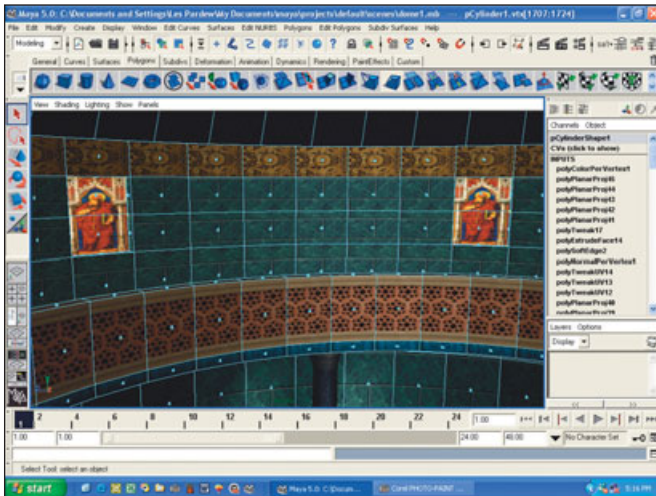 Maya 5.0: C:\Documents and Settings\Les Pardew\My Documents\maya\projects\default\scenes\dome1.mb --- pCylinder1.vtx[1707:1724]
File Edit Modify Create Display Window Edit Curves Surfaces Edit NURBS Polygons Edit Polygons Subdiv Surfaces Help
Modeling
General Curves Surfaces Polygons Subdivs Deformation Animation Dynamics Rendering PaintEffects Custom
View Shading Lighting Show Panels
Channels Object
pCylinderShape1
CVs (click to show)
INPUTS
polyColorPerVertex1
polyPlanarProj45
polyPlanarProj44
polyPlanarProj43
polyPlanarProj42
polyPlanarProj41
polyTweak17
polyExtrudeFace14
polySoftEdge2
polyNormalPerVertex1
polyTweakUV14
polyTweakUV13
polyTweakUV12
polyPlanarProj40
polyPlanarProj39
Layers Options
Display
1 2 4 6 8 10 12 14 16 18 20 22 24 1.00
1.00 1.00 24.00 48.00 No Character Set
Select Tool: select an object
start Maya 5.0: C:\Docum... Corel PHOTO-PAINT ... 5:16 PM